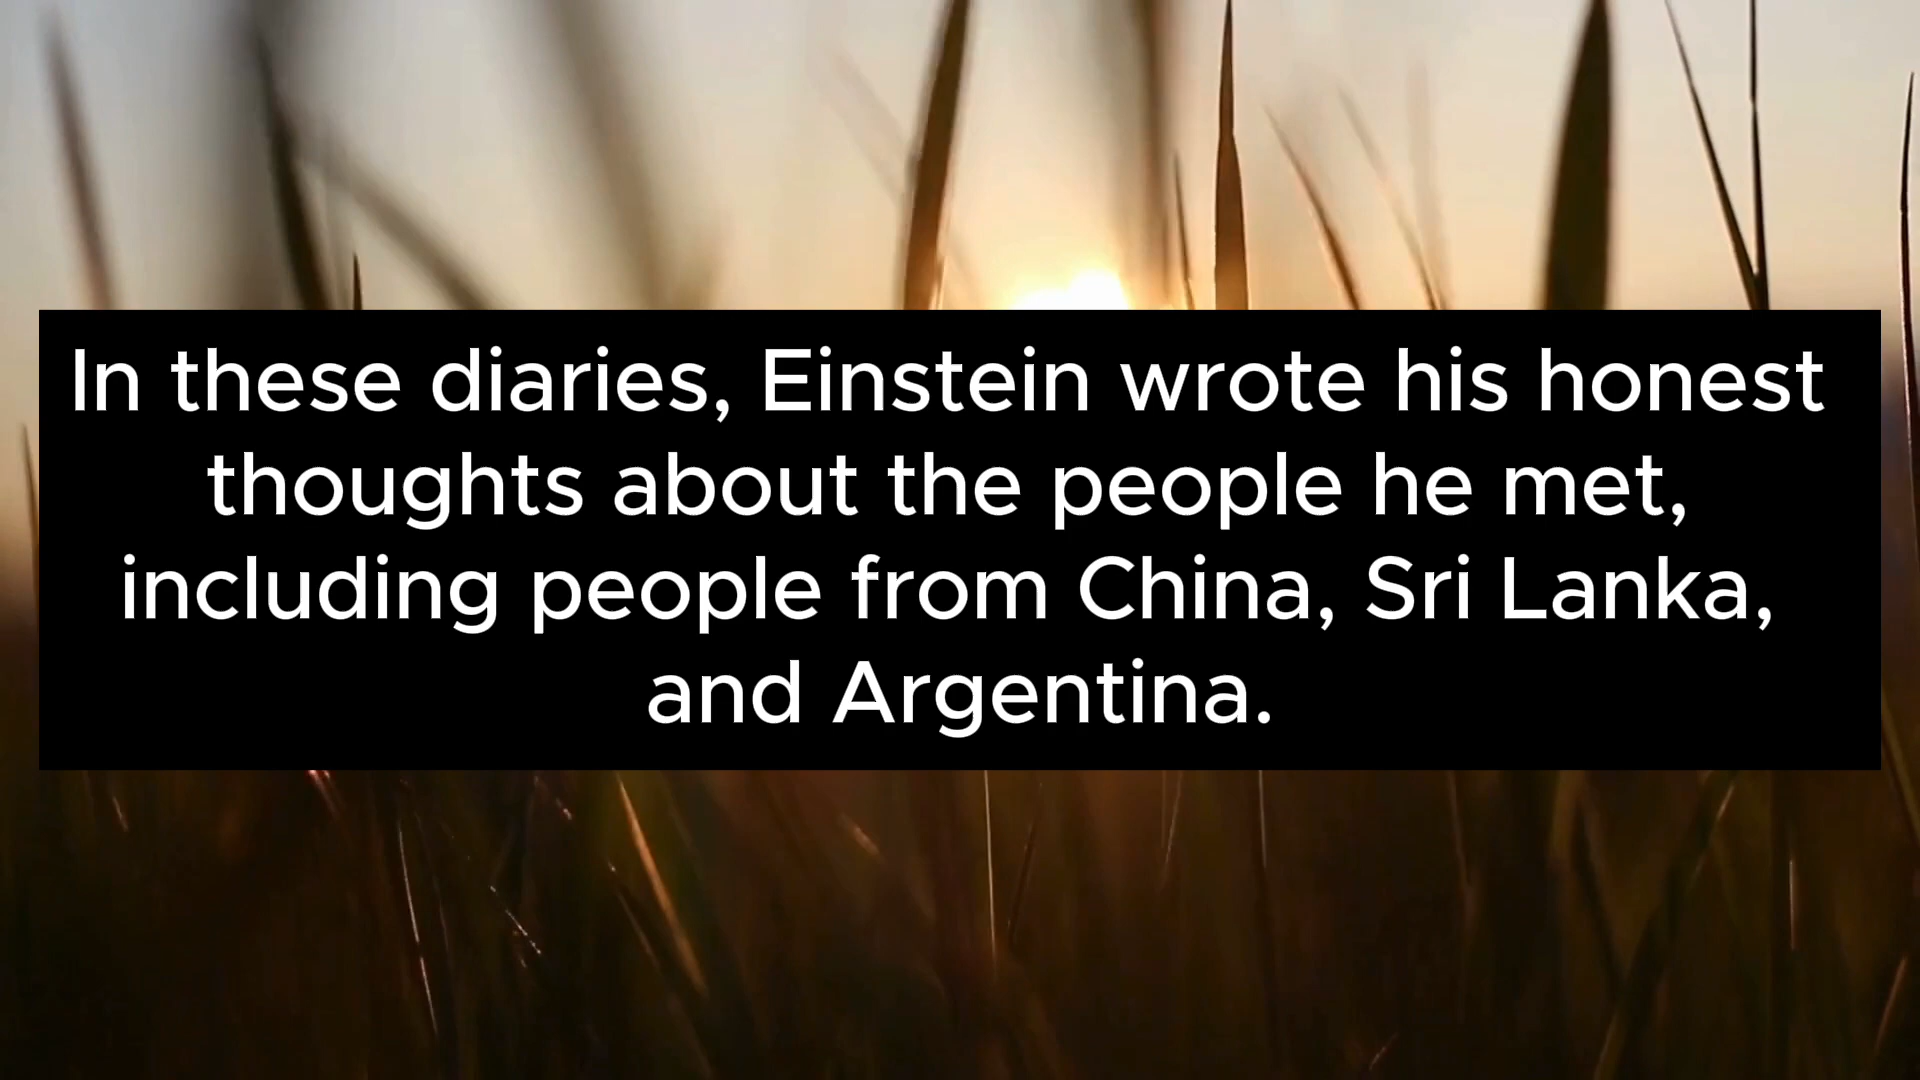 In these diaries, Einstein wrote his honest
thoughts about the people he met,
including people from China, Sri Lanka,
and Argentina.